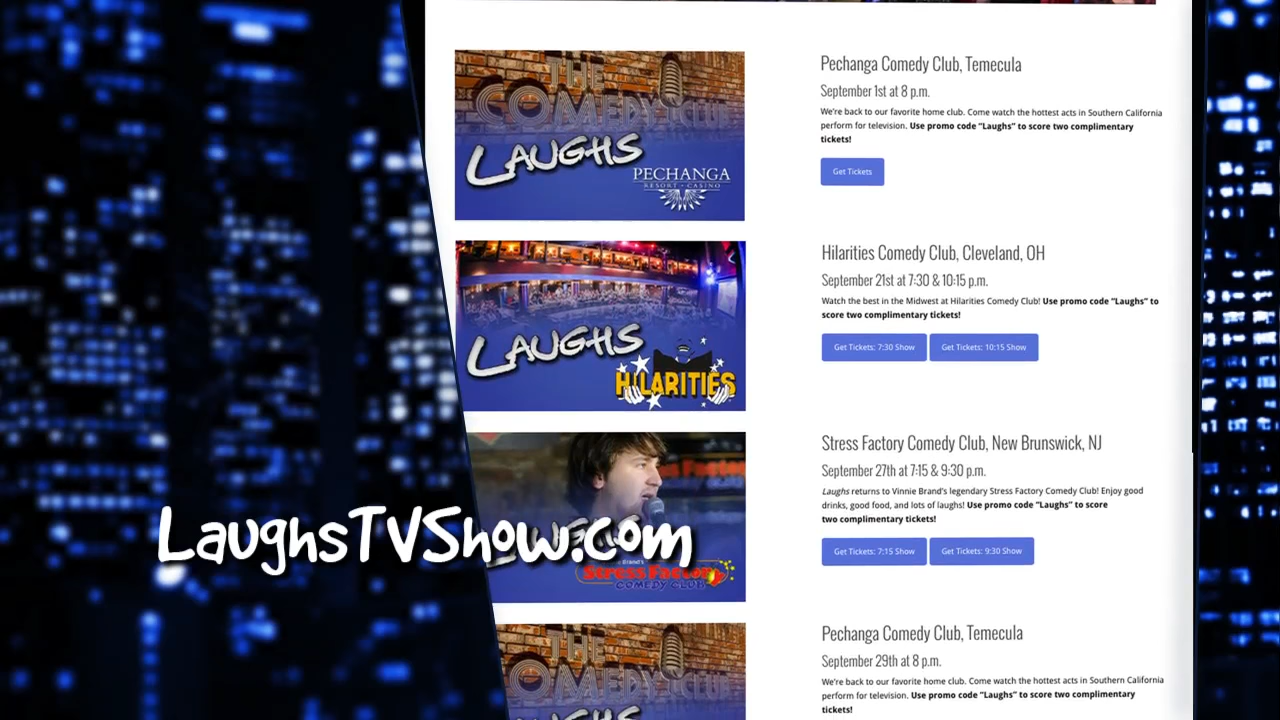 THE
COMEDY CLUB
LAUGHS
PECHANGA
RESORT • CASINO
Pechanga Comedy Club, Temecula
September 1st at 8 p.m.
We're back to our favorite home club. Come watch the hottest acts in Southern California
perform for television. Use promo code "Laughs" to score two complimentary
tickets!
Get Tickets
LAUGHS
HILARITIES
Hilarities Comedy Club, Cleveland, OH
September 21st at 7:30 & 10:15 p.m.
Watch the best in the Midwest at Hilarities Comedy Club! Use promo code "Laughs" to
score two complimentary tickets!
Get Tickets: 7:30 Show Get Tickets: 10:15 Show
Stress Factory
COMEDY CLUB
Stress Factory Comedy Club, New Brunswick, NJ
September 27th at 7:15 & 9:30 p.m.
Laughs returns to Vinnie Brand's legendary Stress Factory Comedy Club! Enjoy good
drinks, good food, and lots of laughs! Use promo code "Laughs" to score
two complimentary tickets!
Get Tickets: 7:15 Show Get Tickets: 9:30 Show
LaughsTVShow.com
THE
COMEDY CLUB
Pechanga Comedy Club, Temecula
September 29th at 8 p.m.
We're back to our favorite home club. Come watch the hottest acts in Southern California
perform for television. Use promo code "Laughs" to score two complimentary
tickets!